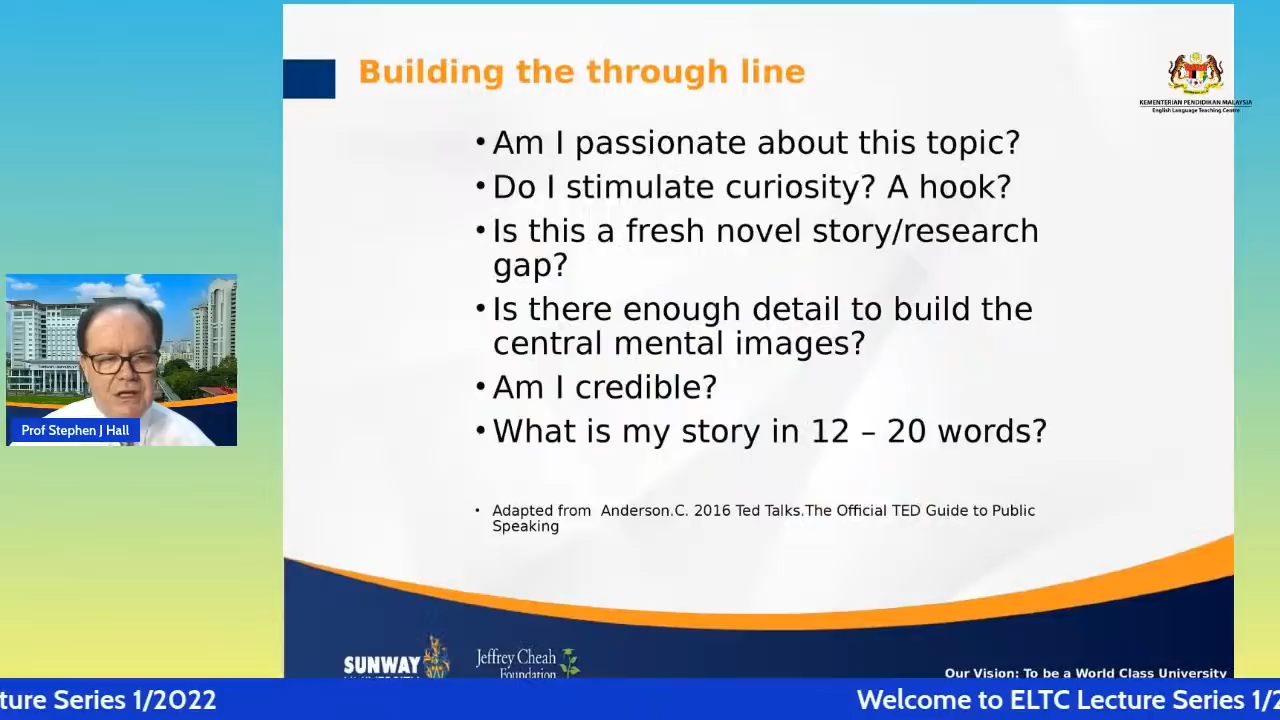 Building the through line
KEMENTERIAN PENDIDIKAN MALAYSIA
English Language Teaching Centre
• Am I passionate about this topic?
• Do I stimulate curiosity? A hook?
• Is this a fresh novel story/research
gap?
• Is there enough detail to build the
central mental images?
• Am I credible?
• What is my story in 12 – 20 words?
• Adapted from Anderson.C. 2016 Ted Talks.The Official TED Guide to Public
Speaking
Prof Stephen J Hall
SUNWAY
Jeffrey Cheah
Foundation
Our Vision: To be a World Class University
ture Series 1/2022
Welcome to ELTC Lecture Series 1/2